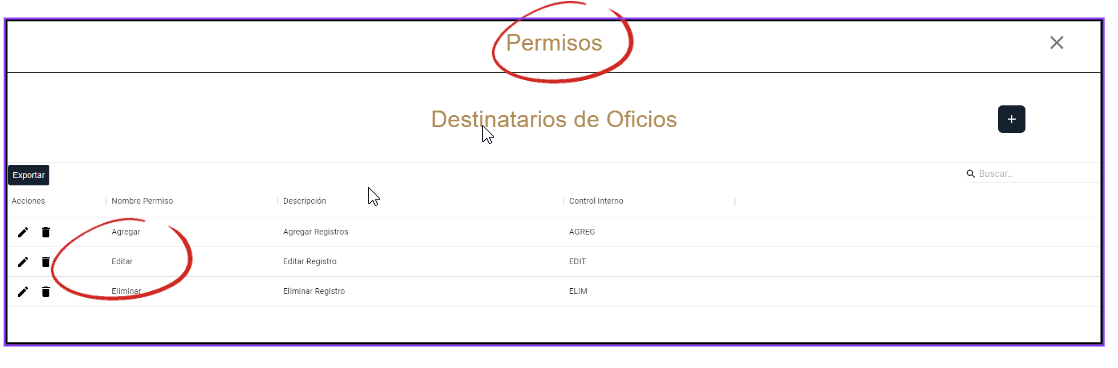 Permisos
Destinatarios de Oficios
+
Exportar
Buscar...
Acciones Nombre Permiso Descripción Control Interno
Agregar Agregar Registros AGREG
Editar Editar Registro EDIT
Eliminar Eliminar Registro ELIM